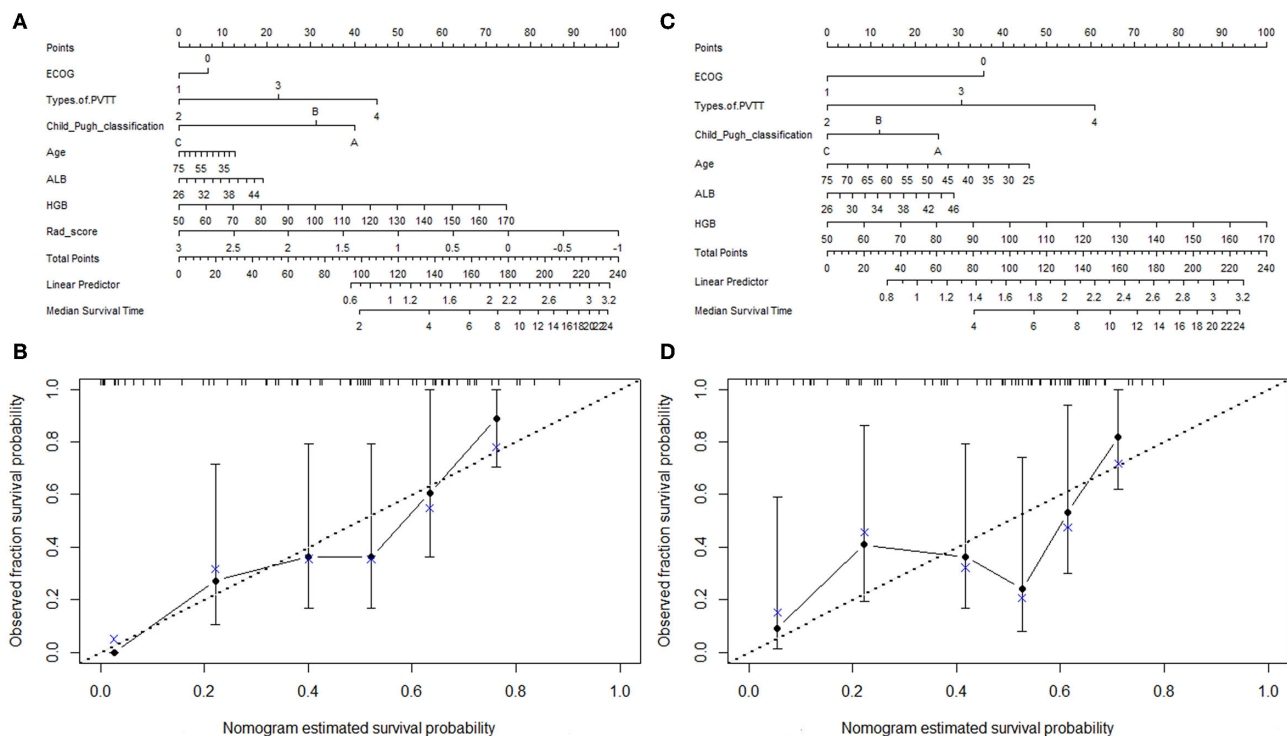 A
Points
0 10 20 30 40 50 60 70 80 90 100
ECOG
0
1
Types.of.PVTT
3
2 4
Child_Pugh_classification
B
C A
Age
75 55 35
ALB
26 32 38 44
HGB
50 60 70 80 90 100 110 120 130 140 150 160 170
Rad_score
3 2.5 2 1.5 1 0.5 0 -0.5 -1
Total Points
0 20 40 60 80 100 120 140 160 180 200 220 240
Linear Predictor
0.6 1 1.2 1.6 2 2.2 2.6 3 3.2
Median Survival Time
2 4 6 8 10 12 14 16 18 20 22 24
C
Points
0 10 20 30 40 50 60 70 80 90 100
ECOG
0
1
Types.of.PVTT
3
2 4
Child_Pugh_classification
B
C A
Age
75 70 65 60 55 50 45 40 35 30 25
ALB
26 30 34 38 42 46
HGB
50 60 70 80 90 100 110 120 130 140 150 160 170
Total Points
0 20 40 60 80 100 120 140 160 180 200 220 240
Linear Predictor
0.8 1 1.2 1.4 1.6 1.8 2 2.2 2.4 2.6 2.8 3 3.2
Median Survival Time
4 6 8 10 12 14 16 18 20 22 24
B
Observed fraction survival probability
1.0
0.8
0.6
0.4
0.2
0.0
0.0 0.2 0.4 0.6 0.8 1.0
Nomogram estimated survival probability
D
Observed fraction survival probability
1.0
0.8
0.6
0.4
0.2
0.0
0.0 0.2 0.4 0.6 0.8 1.0
Nomogram estimated survival probability